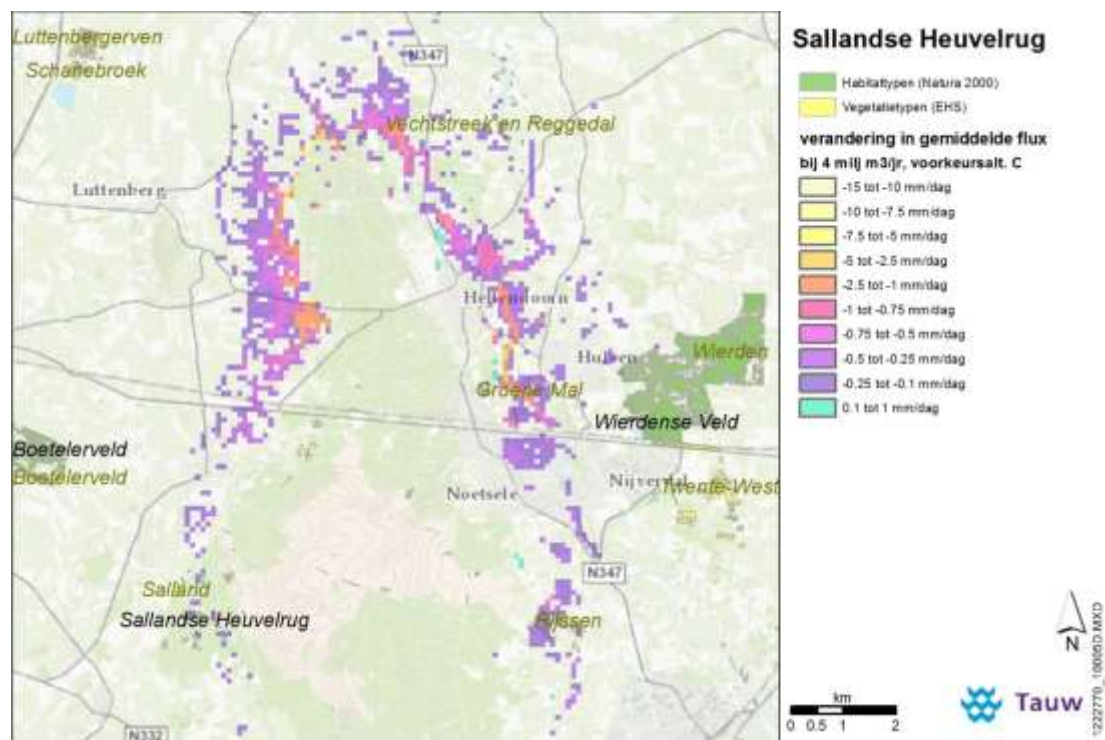 Luttenbergerven
Schanebroek
N347
Vechtstreek en Reggedal
Luttenberg
Hellendoorn
Hulsen
Wierden
Groene Mal
Wierdense Veld
Boetelerveld
Boetelerveld
Noetsele
Nijverdal
Twente-West
Salland
N347
Sallandse Heuvelrug
Rijssen
N332
Sallandse Heuvelrug
Habitattypen (Natura 2000)
Vegetatietypen (EHS)
verandering in gemiddelde flux
bij 4 milj m3/jr, voorkeursalt. C
-15 tot -10 mm/dag
-10 tot -7.5 mm/dag
-7.5 tot -5 mm/dag
-5 tot -2.5 mm/dag
-2.5 tot -1 mm/dag
-1 tot -0.75 mm/dag
-0.75 tot -0.5 mm/dag
-0.5 tot -0.25 mm/dag
-0.25 tot -0.1 mm/dag
0.1 tot 1 mm/dag
N
km
0 0.5 1 2
Tauw
1222770_10005D.MXD